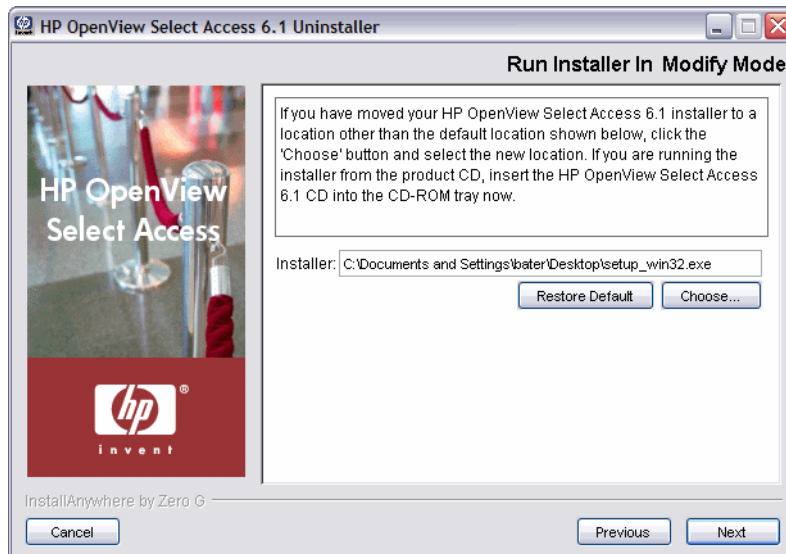 HP OpenView Select Access 6.1 Uninstaller
Run Installer In Modify Mode
HP OpenView
Select Access
hp
®
invent
If you have moved your HP OpenView Select Access 6.1 installer to a
location other than the default location shown below, click the
'Choose' button and select the new location. If you are running the
installer from the product CD, insert the HP OpenView Select Access
6.1 CD into the CD-ROM tray now.
Installer: C:\Documents and Settings\bater\Desktop\setup_win32.exe
Restore Default Choose...
InstallAnywhere by Zero G
Cancel Previous Next